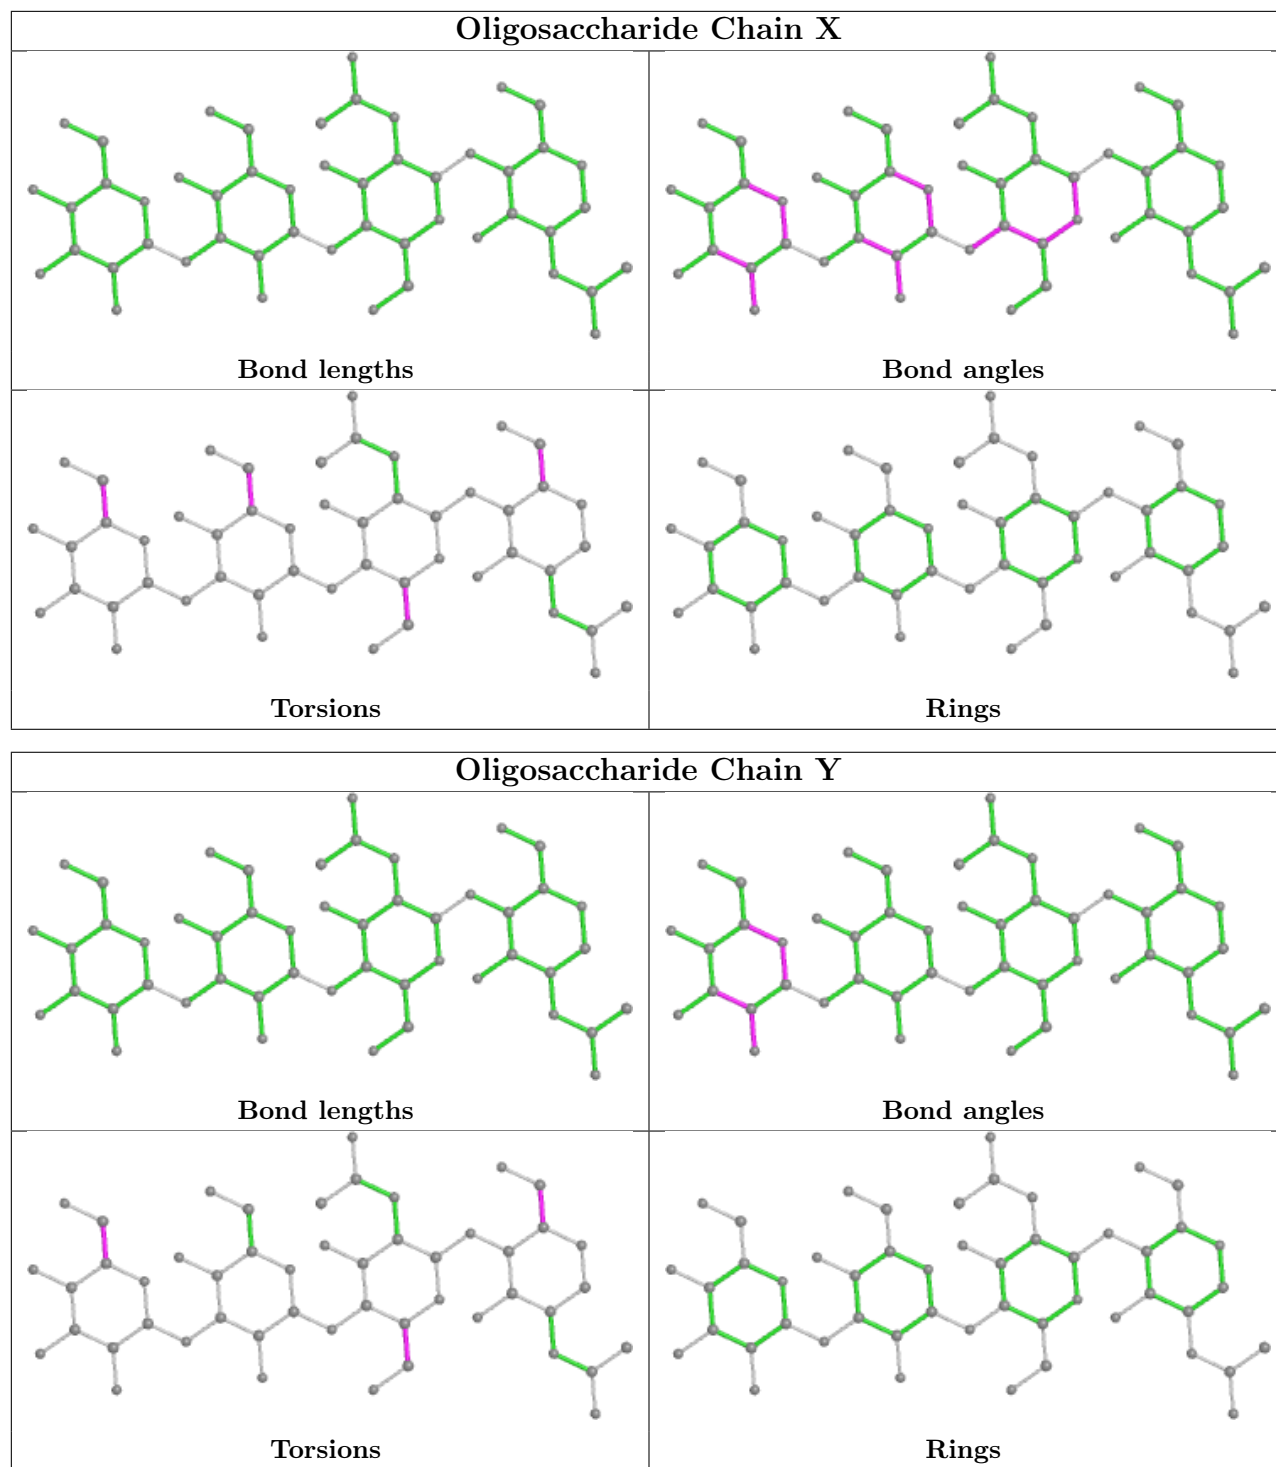 Oligosaccharide Chain X
Bond lengths
Bond angles
Torsions
Rings
Oligosaccharide Chain Y
Bond lengths
Bond angles
Torsions
Rings